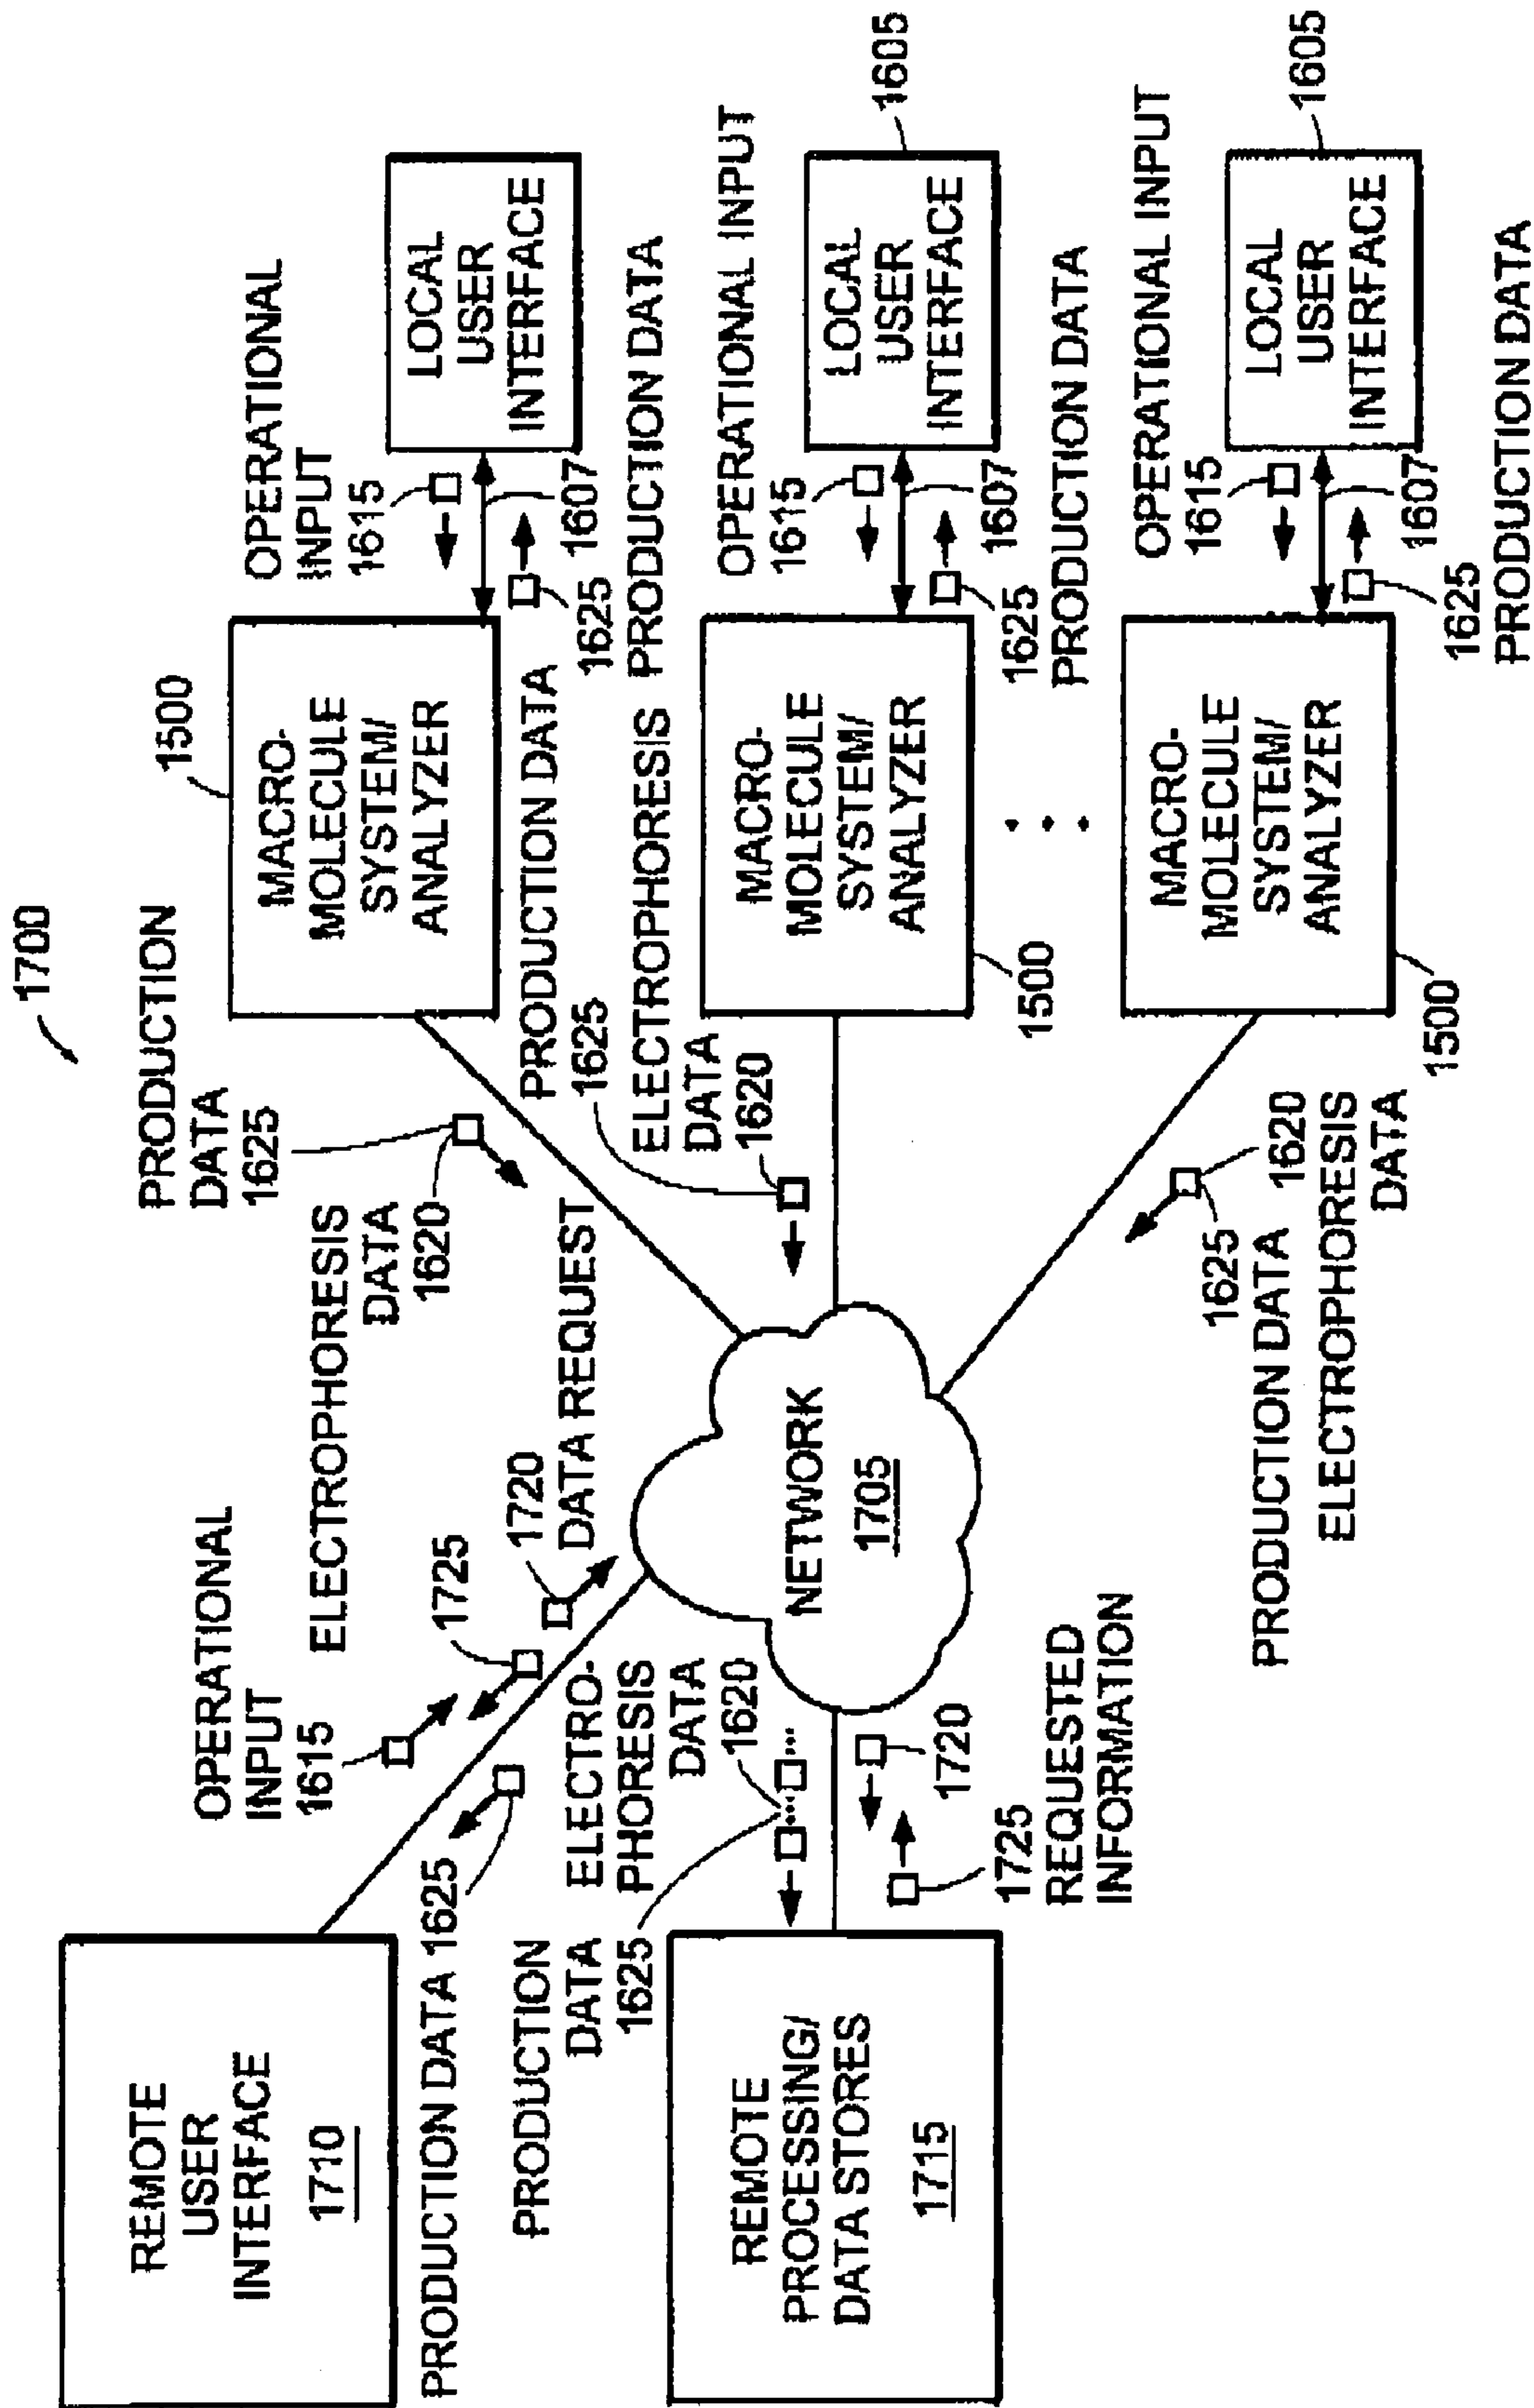 1700
REMOTE
USER
INTERFACE
1710
OPERATIONAL
INPUT
1615
PRODUCTION DATA 1625
1725
1720
DATA REQUEST
ELECTROPHORESIS
DATA
1620
PRODUCTION
DATA
1625
1500
MACRO-
MOLECULE
SYSTEM/
ANALYZER
OPERATIONAL
INPUT
1615
1607
1625
PRODUCTION DATA
LOCAL
USER
INTERFACE
PRODUCTION
DATA
1625
ELECTRO-
PHORESIS
DATA
1620
REMOTE
PROCESSING/
DATA STORES
1715
1720
1725
REQUESTED
INFORMATION
NETWORK
1705
PRODUCTION DATA
1625
ELECTROPHORESIS
DATA
1620
MACRO-
MOLECULE
SYSTEM/
ANALYZER
1500
OPERATIONAL INPUT
1615
1607
1625
PRODUCTION DATA
LOCAL
USER
INTERFACE
1605
1625
1620
PRODUCTION DATA
ELECTROPHORESIS
DATA
MACRO-
MOLECULE
SYSTEM/
ANALYZER
1500
OPERATIONAL INPUT
1615
1607
1625
PRODUCTION DATA
LOCAL
USER
INTERFACE
1605